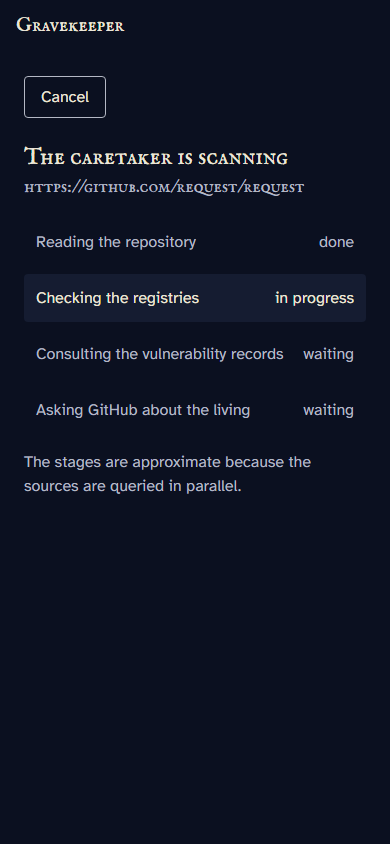 Gravekeeper
Cancel
The caretaker is scanning
https://github.com/request/request
Reading the repository done
Checking the registries in progress
Consulting the vulnerability records waiting
Asking GitHub about the living waiting
The stages are approximate because the
sources are queried in parallel.